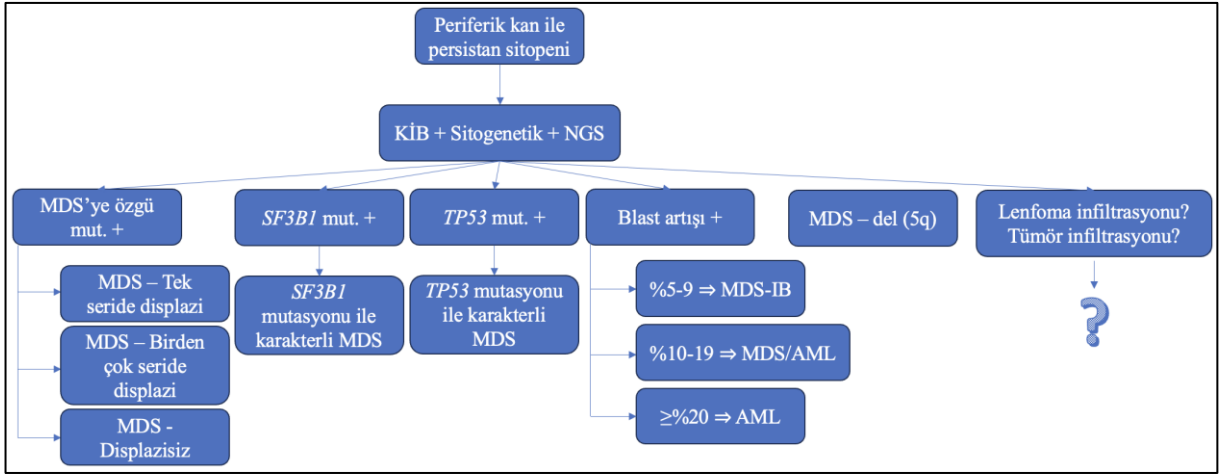 Periferik kan ile
persistan sitopeni
KİB + Sitogenetik + NGS
MDS'ye özgü
mut. +
SF3B1 mut. +
TP53 mut. +
Blast artışı +
MDS – del (5q)
Lenfoma infiltrasyonu?
Tümör infiltrasyonu?
MDS – Tek
seride displazi
MDS – Birden
çok seride
displazi
MDS -
Displazisiz
SF3B1
mutasyonu ile
karakterli MDS
TP53 mutasyonu
ile karakterli
MDS
%5-9 ⇒ MDS-IB
%10-19 ⇒ MDS/AML
≥%20 ⇒ AML
?